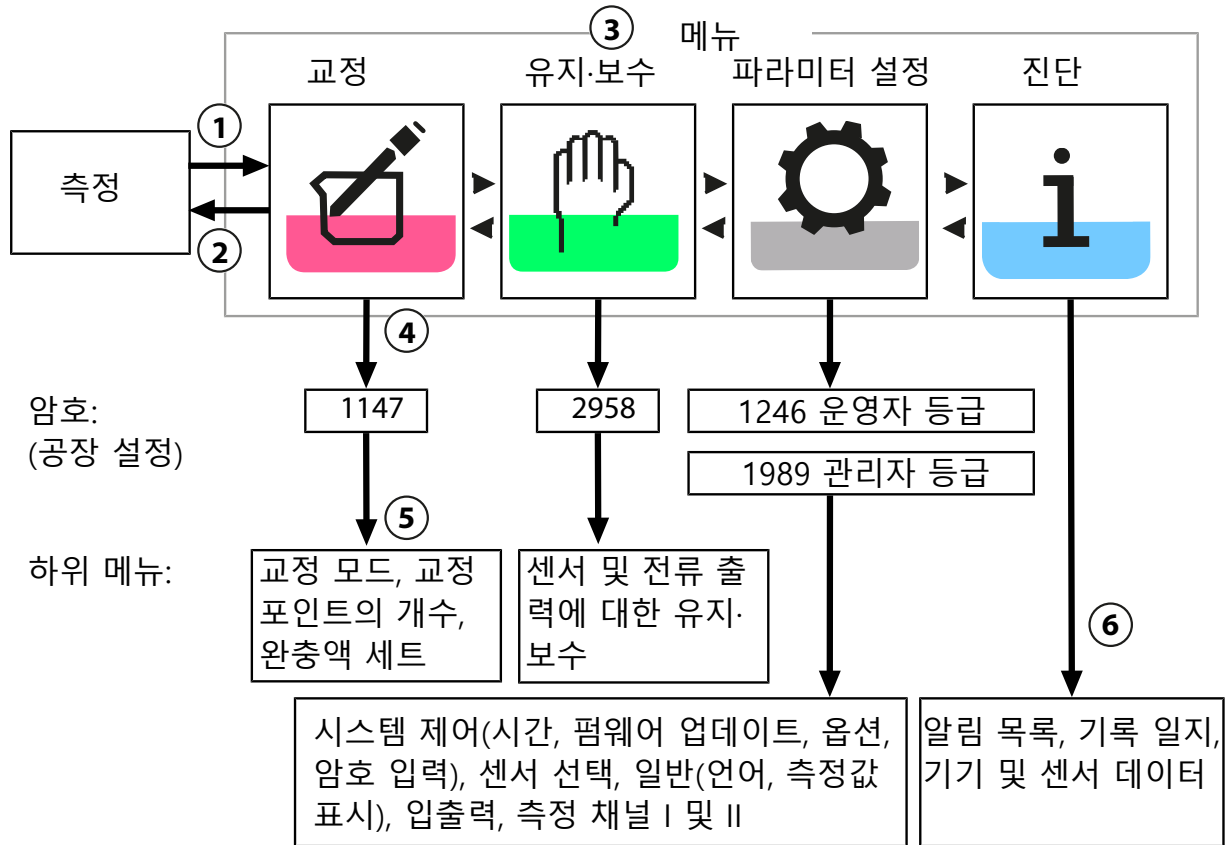 ③ 메뉴
교정
유지·보수
파라미터 설정
진단
①
측정
②
④
암호:
(공장 설정)
1147
2958
1246 운영자 등급
1989 관리자 등급
⑤
하위 메뉴:
교정 모드, 교정
포인트의 개수,
완충액 세트
센서 및 전류 출
력에 대한 유지·
보수
⑥
시스템 제어(시간, 펌웨어 업데이트, 옵션,
암호 입력), 센서 선택, 일반(언어, 측정값
표시), 입출력, 측정 채널 I 및 II
알림 목록, 기록 일지,
기기 및 센서 데이터